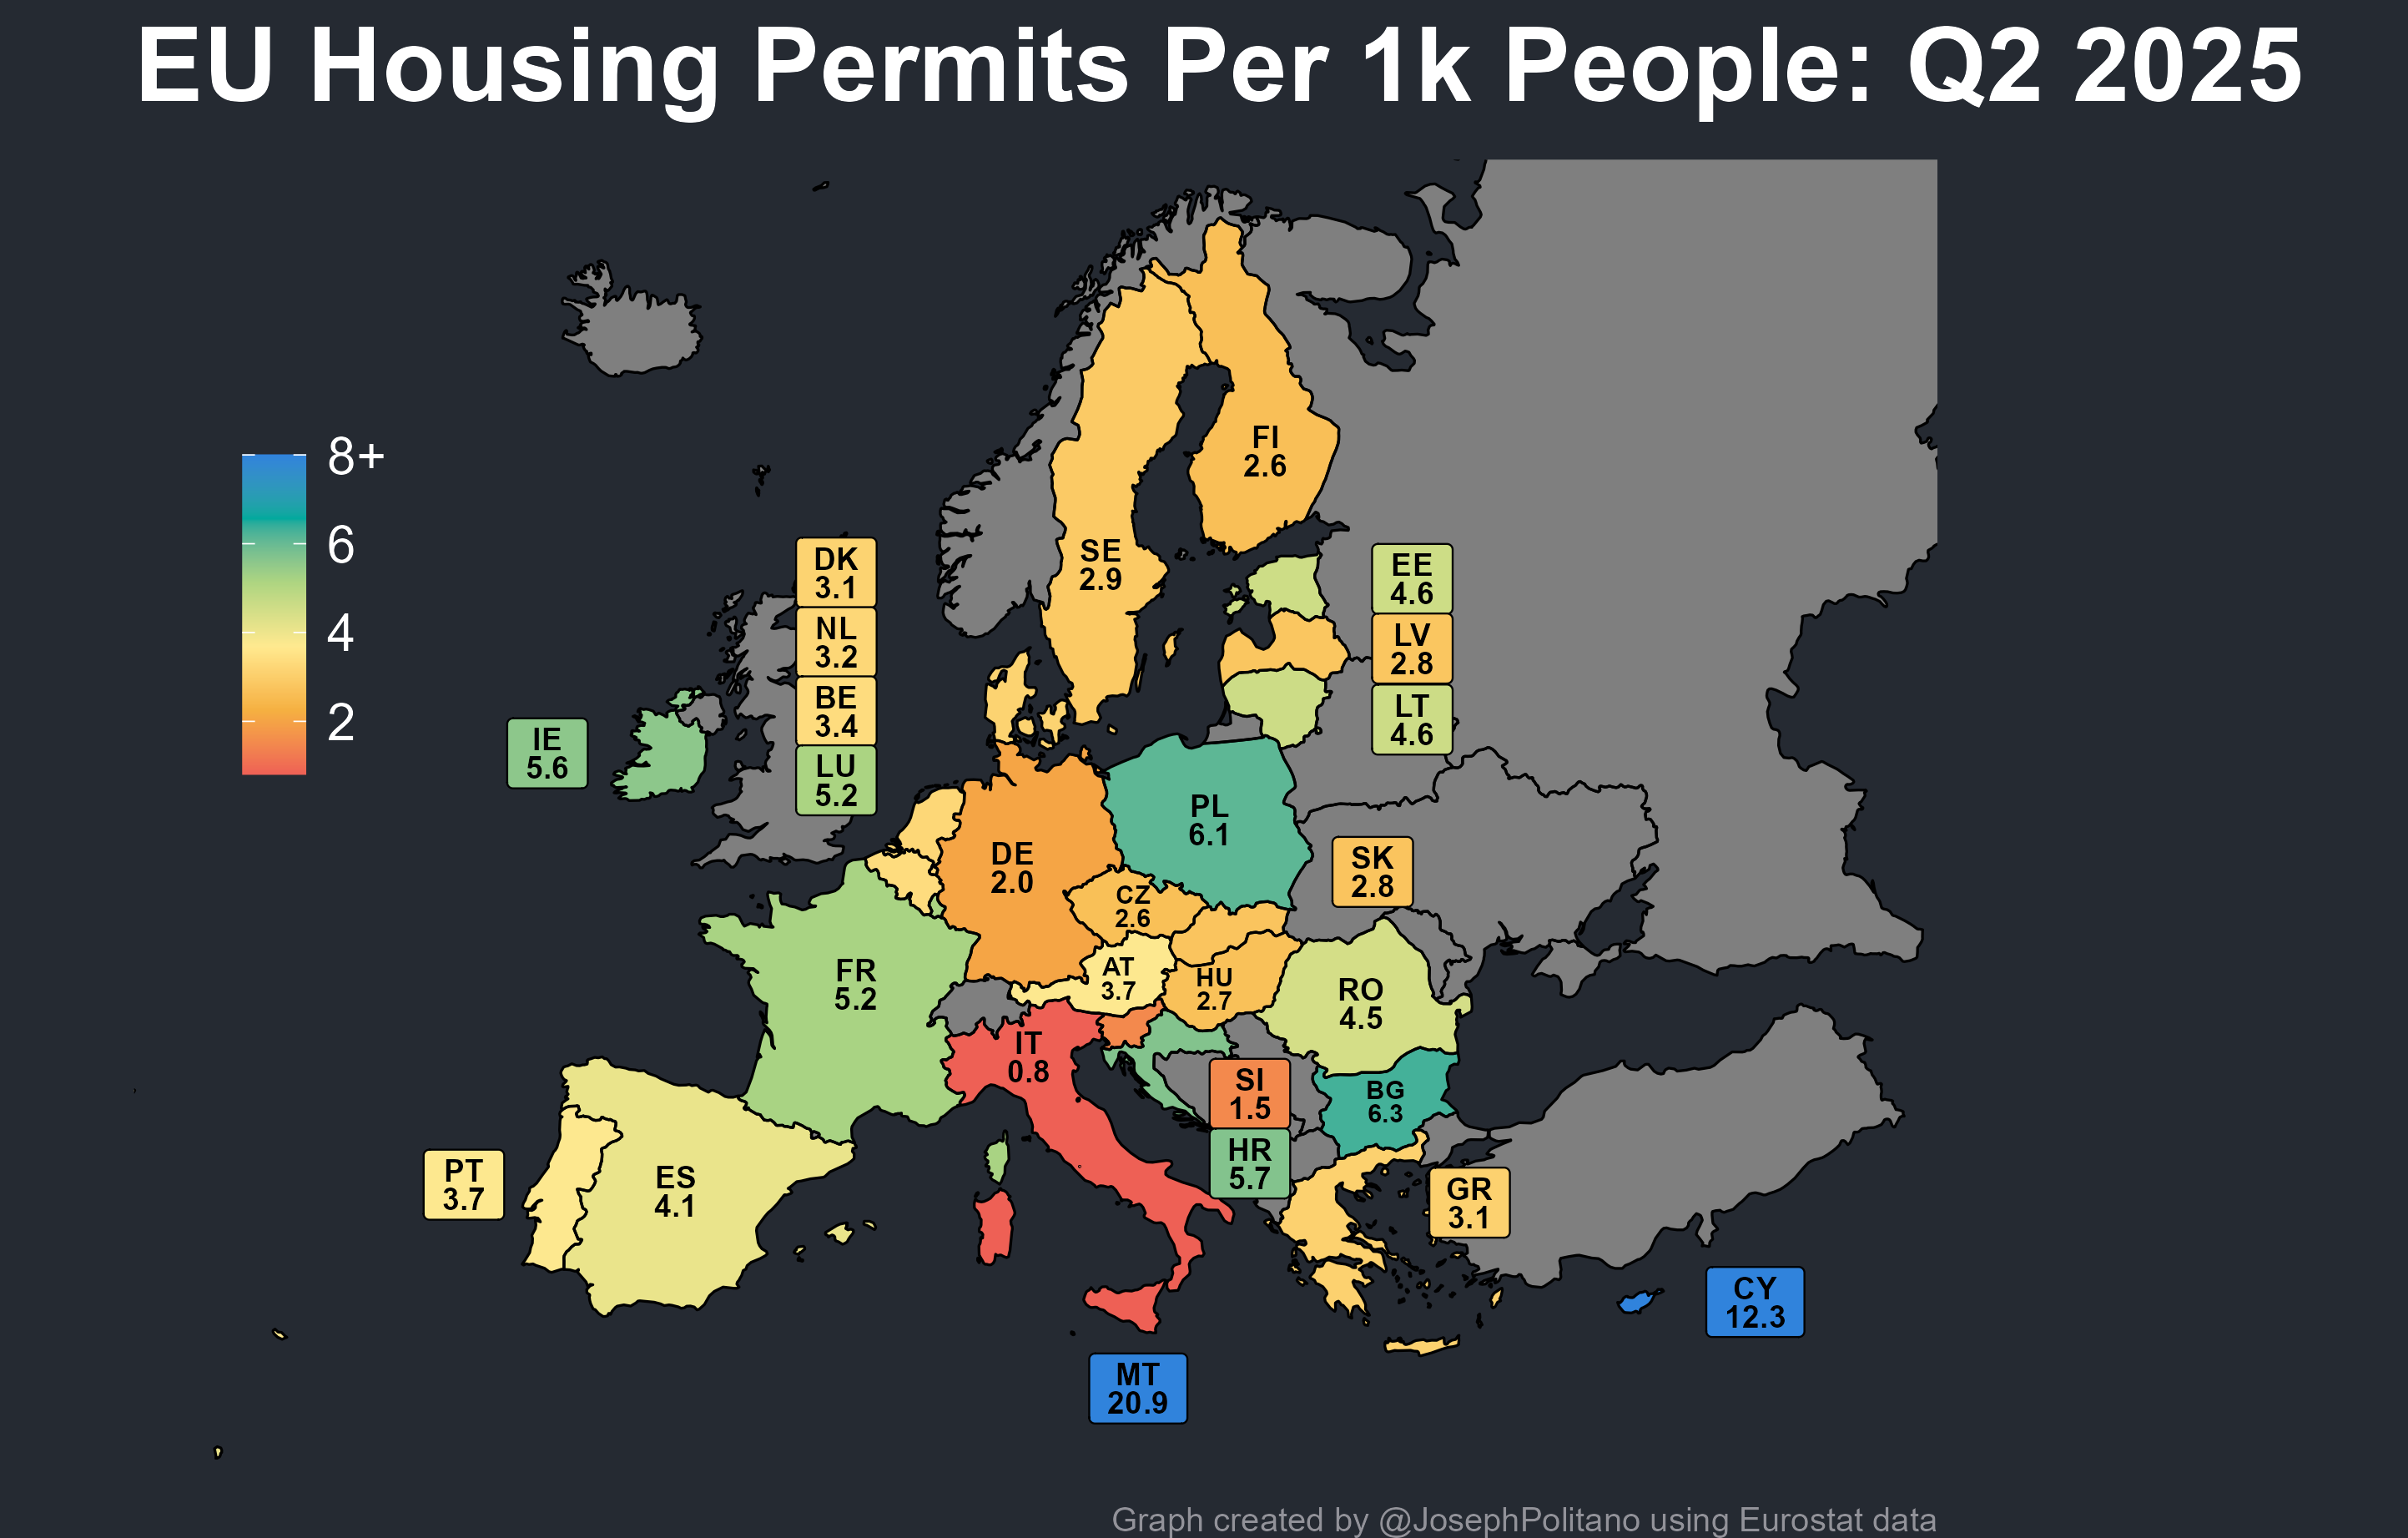 EU Housing Permits Per 1k People: Q2 2025
8+
6
4
2
FI
2.6
SE
2.9
DK
3.1
NL
3.2
BE
3.4
LU
5.2
EE
4.6
LV
2.8
LT
4.6
IE
5.6
PL
6.1
DE
2.0
SK
2.8
CZ
2.6
AT
3.7
HU
2.7
FR
5.2
RO
4.5
IT
0.8
SI
1.5
HR
5.7
BG
6.3
PT
3.7
ES
4.1
GR
3.1
CY
12.3
MT
20.9
Graph created by @JosephPolitano using Eurostat data